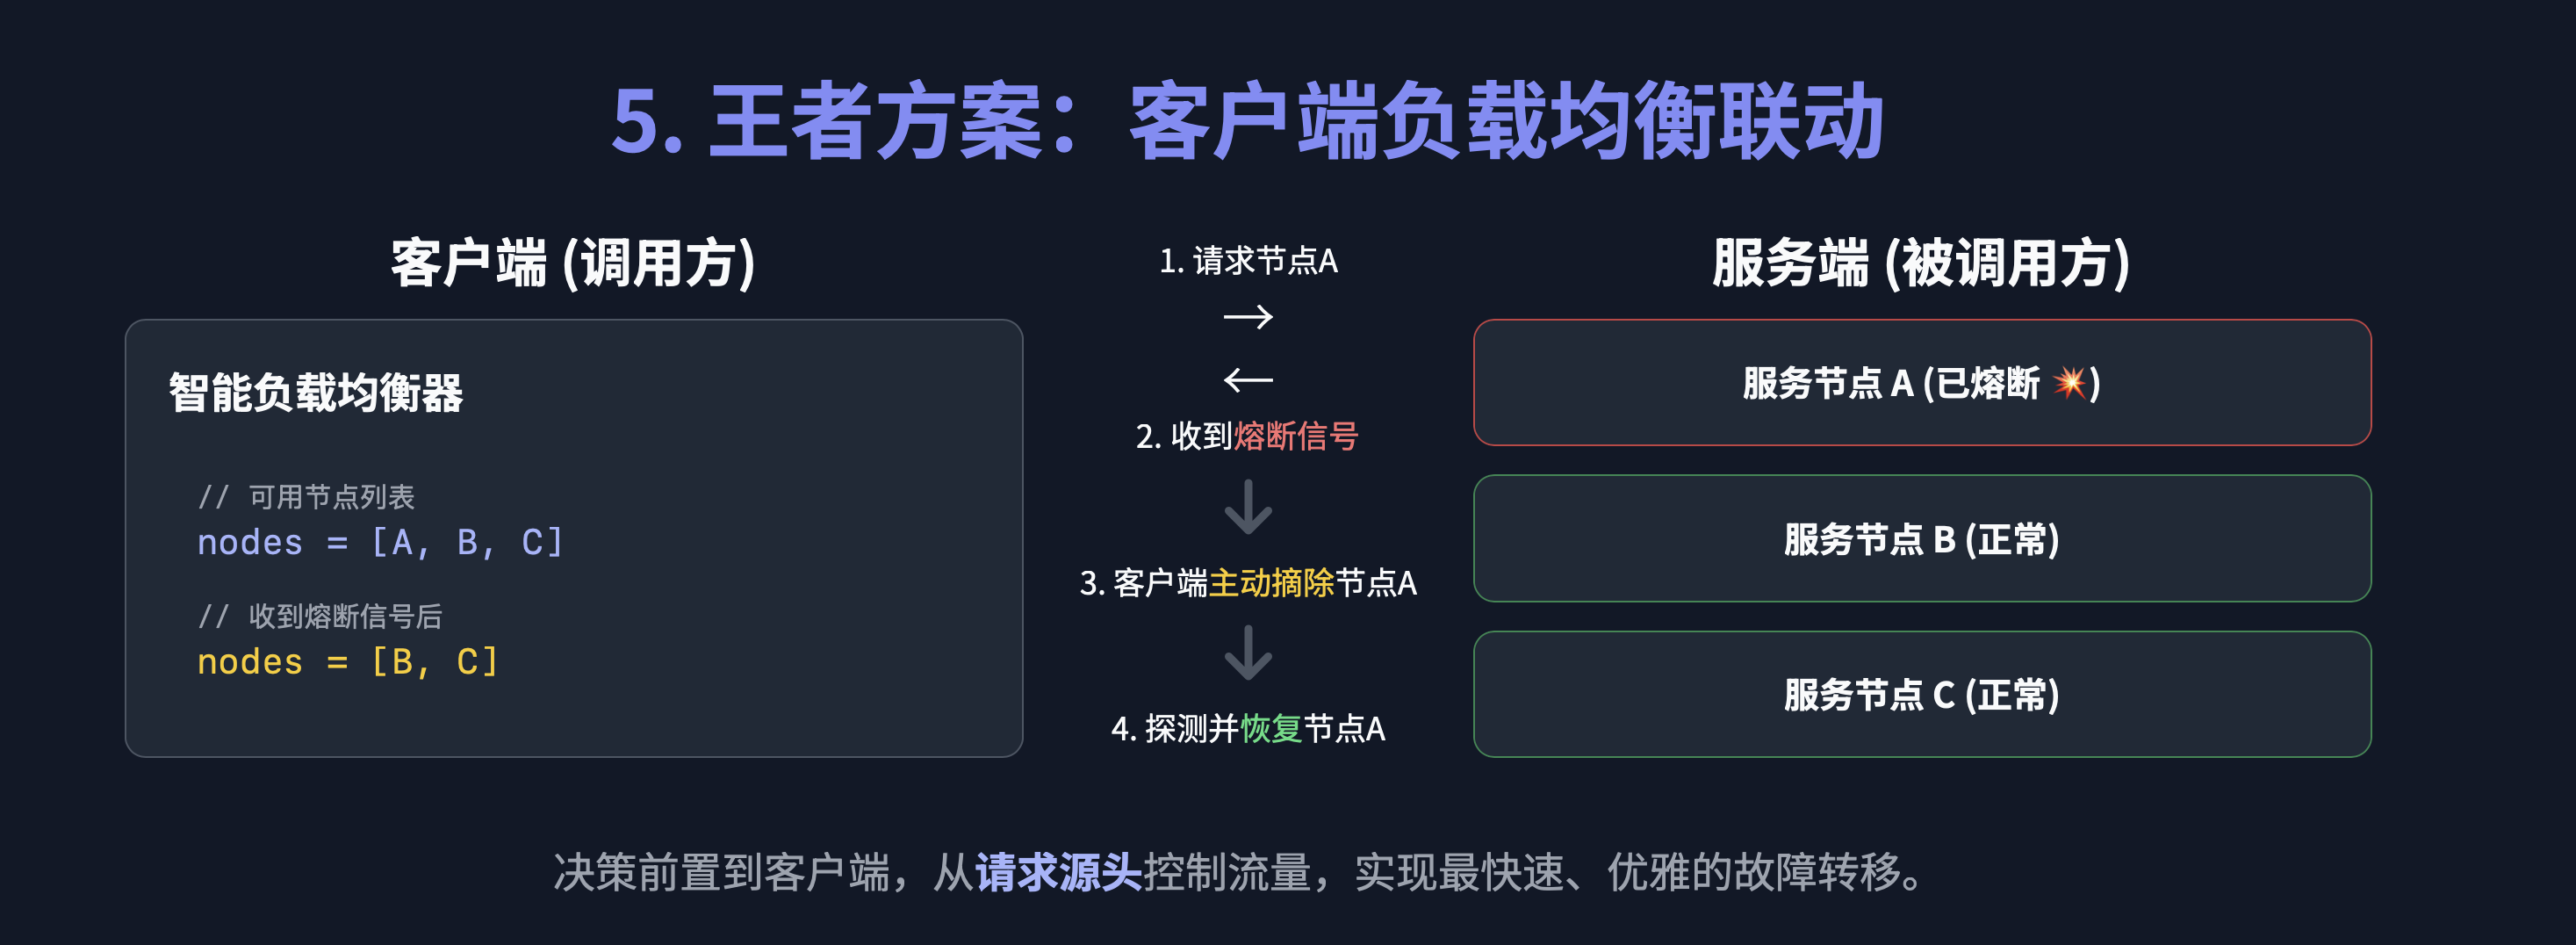 5. 王者方案：客户端负载均衡联动
客户端 (调用方)
智能负载均衡器
// 可用节点列表
nodes = [A, B, C]
// 收到熔断信号后
nodes = [B, C]
1. 请求节点A
→
←
2. 收到熔断信号
↓
3. 客户端主动摘除节点A
↓
4. 探测并恢复节点A
服务端 (被调用方)
服务节点 A (已熔断 💥)
服务节点 B (正常)
服务节点 C (正常)
决策前置到客户端，从请求源头控制流量，实现最快速、优雅的故障转移。